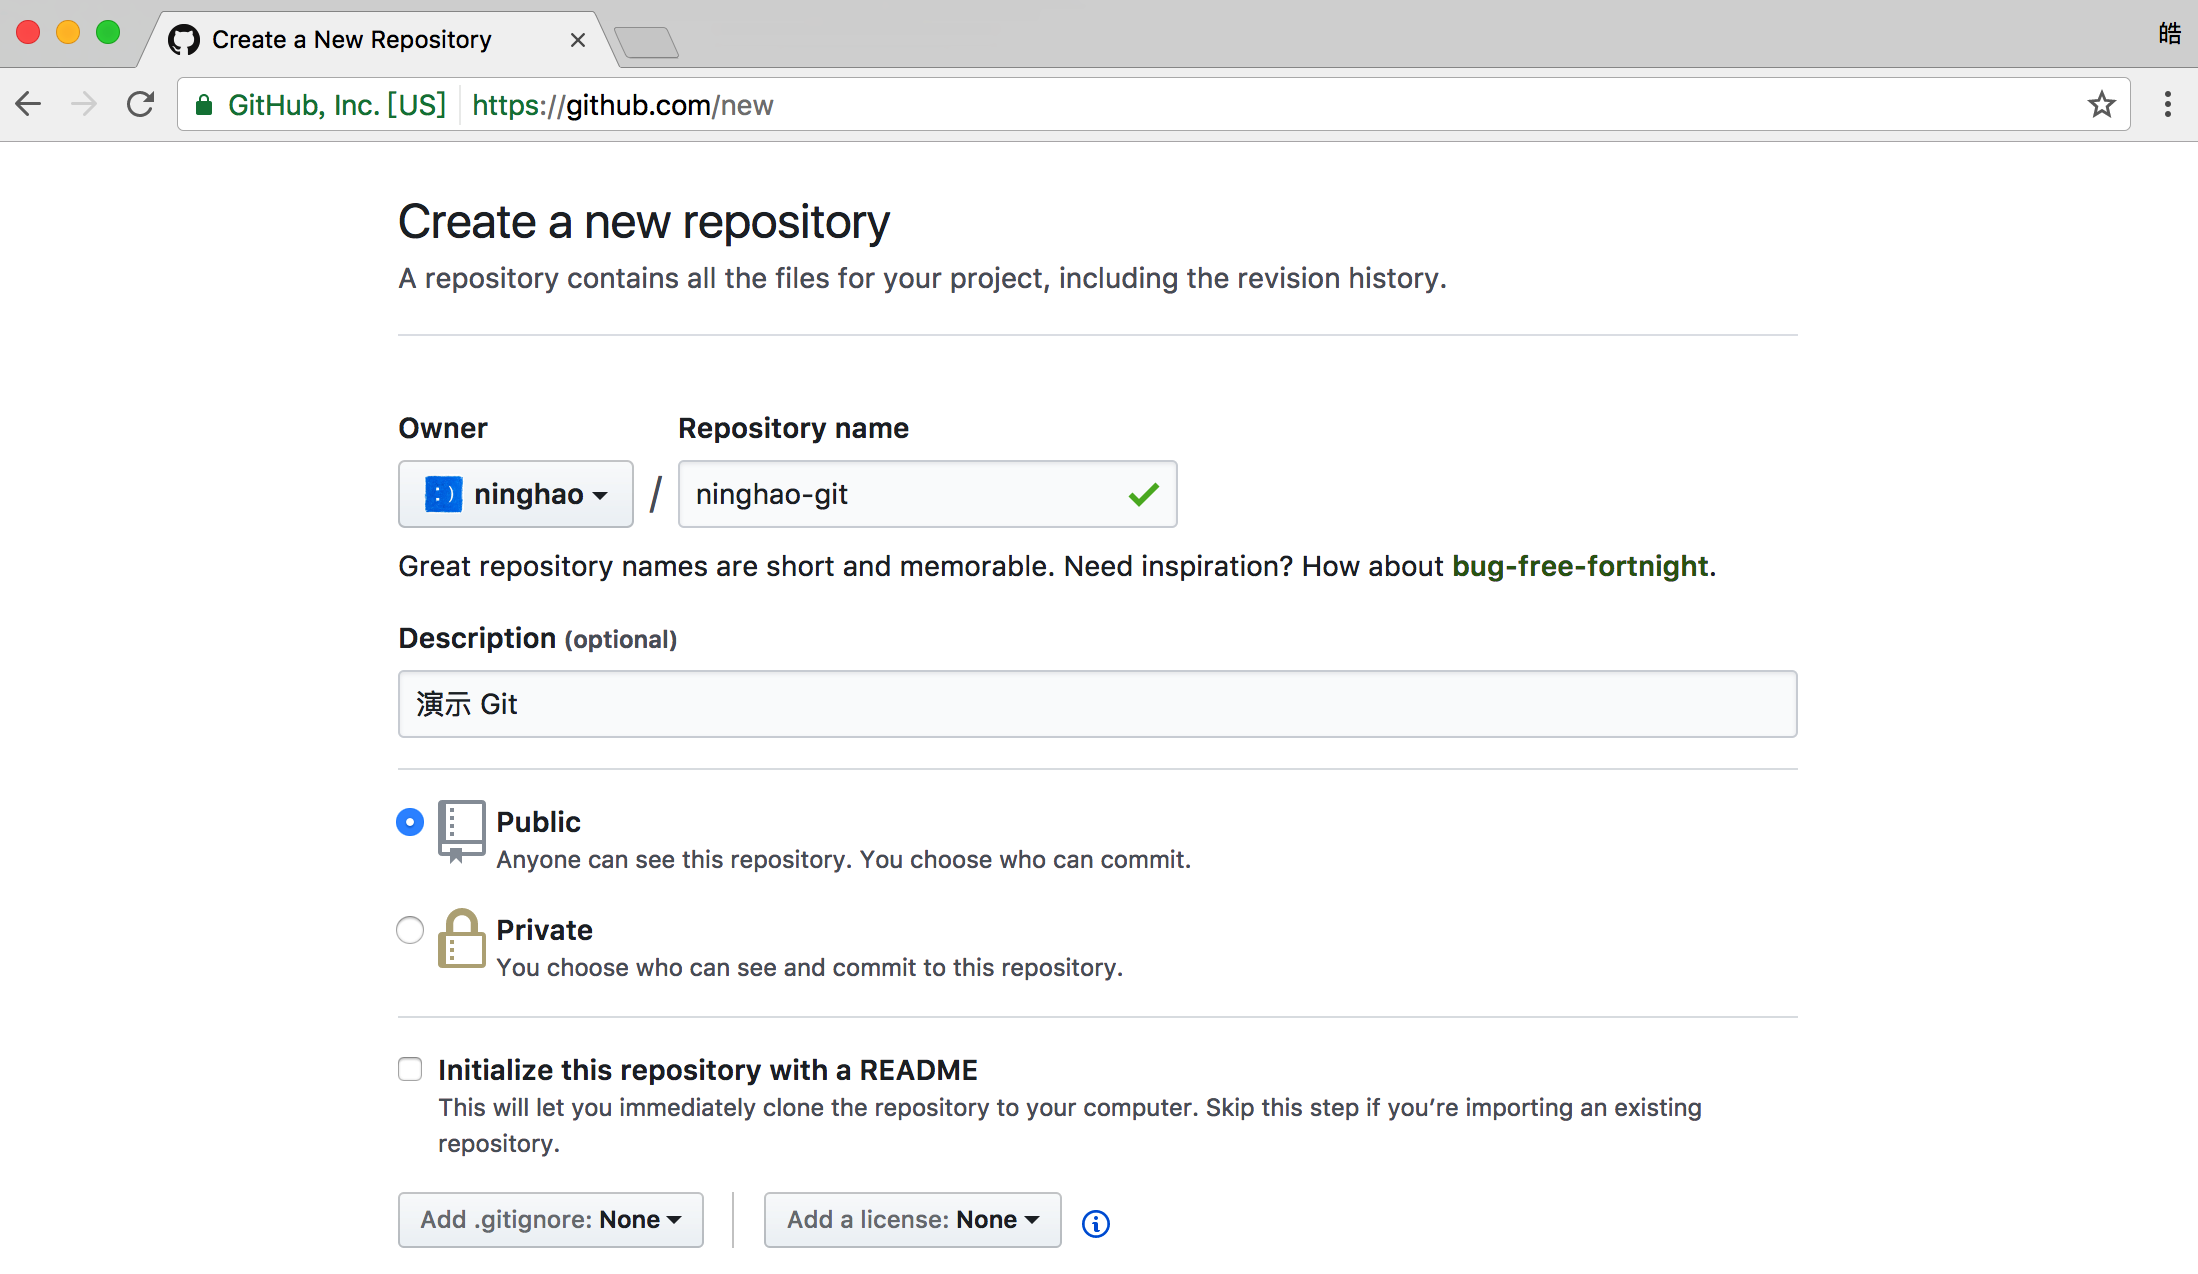 Create a New Repository
皓
GitHub, Inc. [US] https://github.com/new
Create a new repository
A repository contains all the files for your project, including the revision history.
Owner Repository name
:) ninghao / ninghao-git
Great repository names are short and memorable. Need inspiration? How about bug-free-fortnight.
Description (optional)
演示 Git
Public
Anyone can see this repository. You choose who can commit.
Private
You choose who can see and commit to this repository.
Initialize this repository with a README
This will let you immediately clone the repository to your computer. Skip this step if you’re importing an existing
repository.
Add .gitignore: None Add a license: None